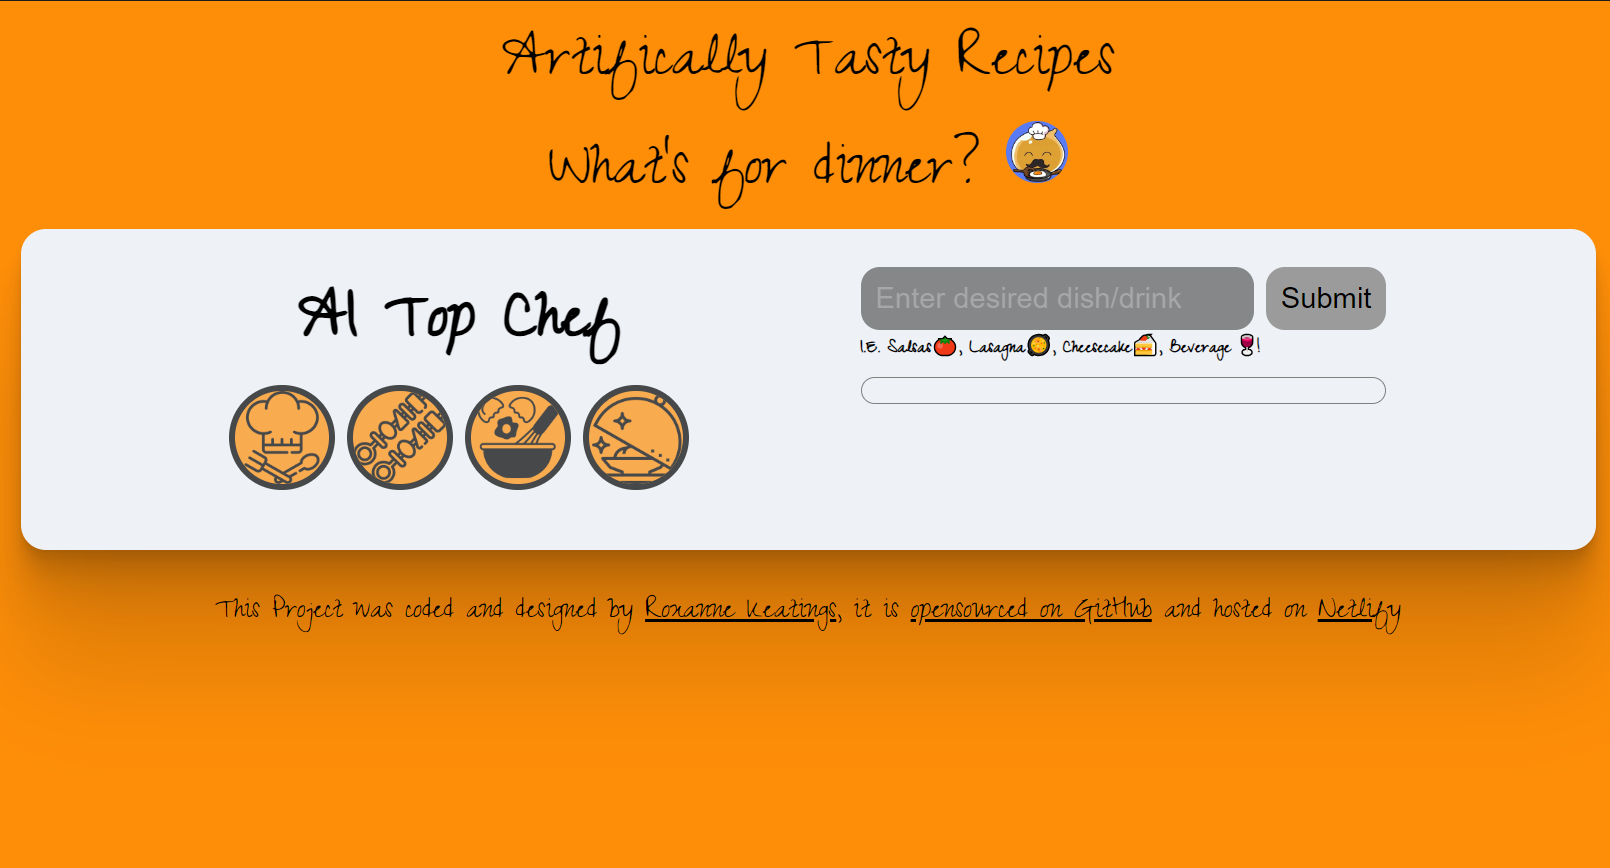 Artifically Tasty Recipes
What's for dinner?
AI Top Chef
Enter desired dish/drink
Submit
I.E. Salsas🍅, Lasagna🥘, Cheesecake🍰, Beverage 🍷!
This Project was coded and designed by Roxanne Keatings, it is opensourced on GitHub and hosted on Netlify